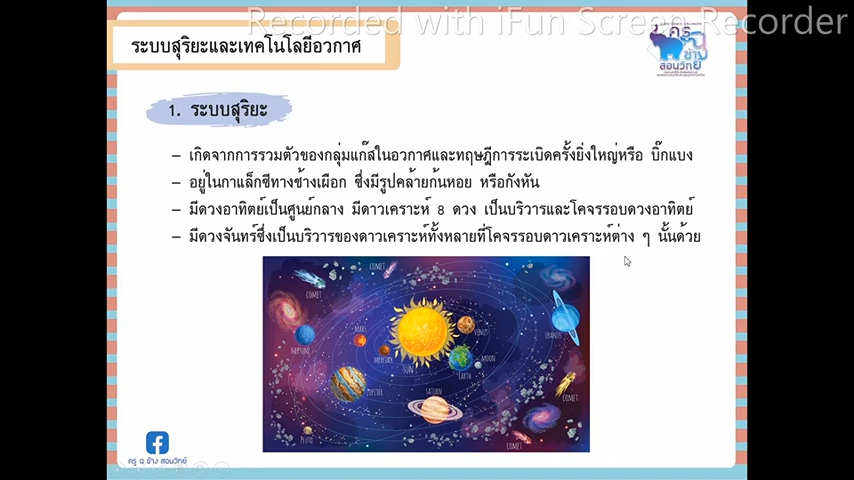 Recorded with iFun Screen Recorder
ระบบสุริยะและเทคโนโลยีอวกาศ
ครู
ช้าง
สอนวิทย์
1. ระบบสุริยะ
– เกิดจากการรวมตัวของกลุ่มแก๊สในอวกาศและทฤษฎีการระเบิดครั้งยิ่งใหญ่หรือ บิ๊กแบง
– อยู่ในกาแล็กซีทางช้างเผือก ซึ่งมีรูปคล้ายก้นหอย หรือกังหัน
– มีดวงอาทิตย์เป็นศูนย์กลาง มีดาวเคราะห์ 8 ดวง เป็นบริวารและโคจรรอบดวงอาทิตย์
– มีดวงจันทร์ซึ่งเป็นบริวารของดาวเคราะห์ทั้งหลายที่โคจรรอบดาวเคราะห์ต่าง ๆ นั้นด้วย
COMET
COMET
MARS
VENUS
URANUS
NEPTUNE
MERCURY
SUN
MOON
EARTH
JUPITER
SATURN
COMET
PLUTO
COMET
ครู ฉ ช้าง สอนวิทย์